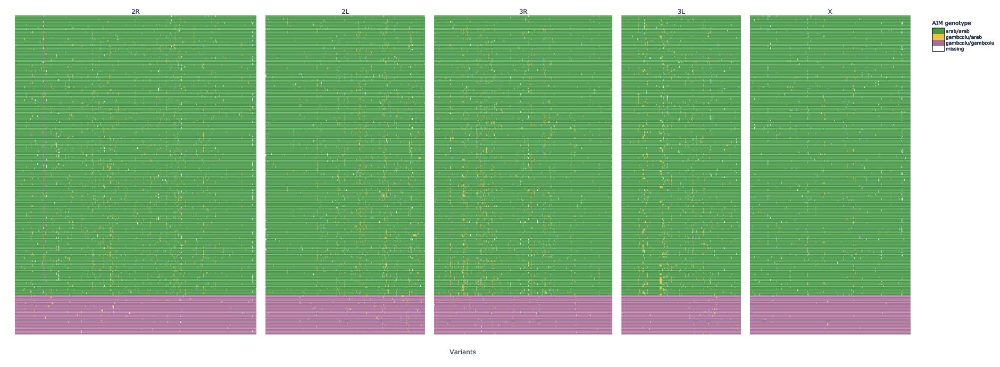 2R 2L 3R 3L X
AIM genotype
arab/arab
gambcolu/arab
gambcolu/gambcolu
missing
Variants